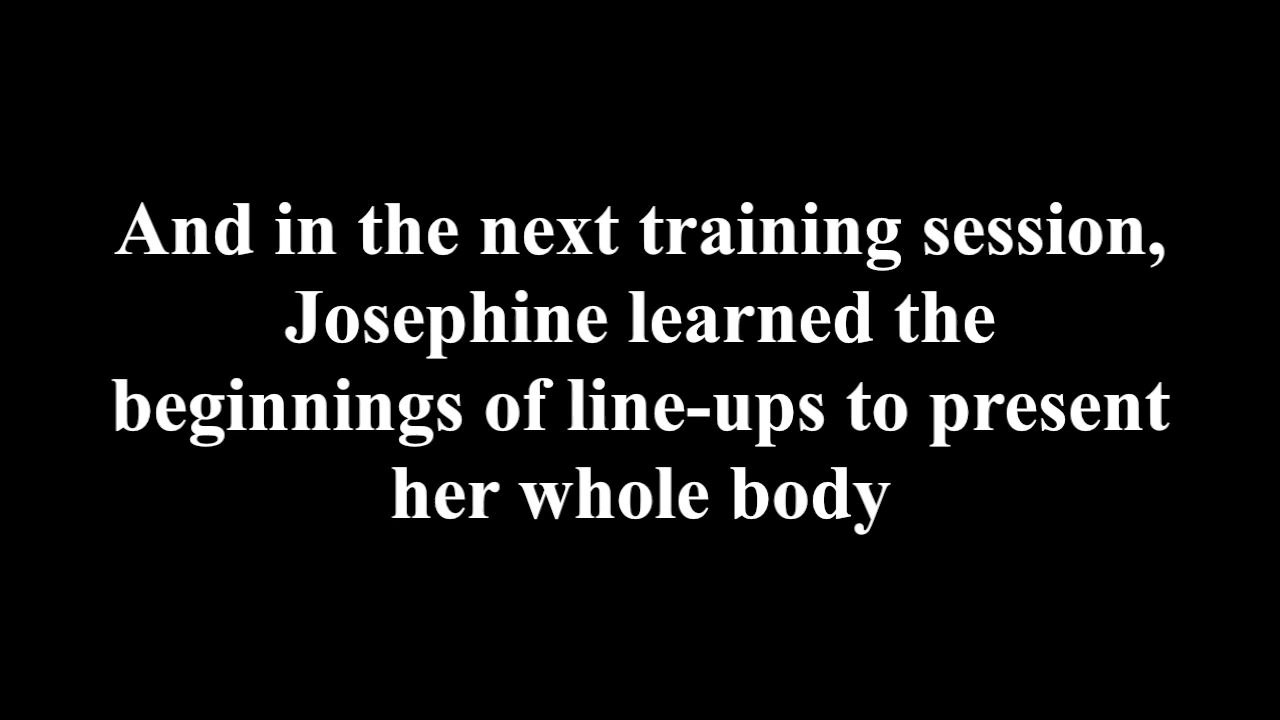 And in the next training session,
Josephine learned the
beginnings of line-ups to present
her whole body